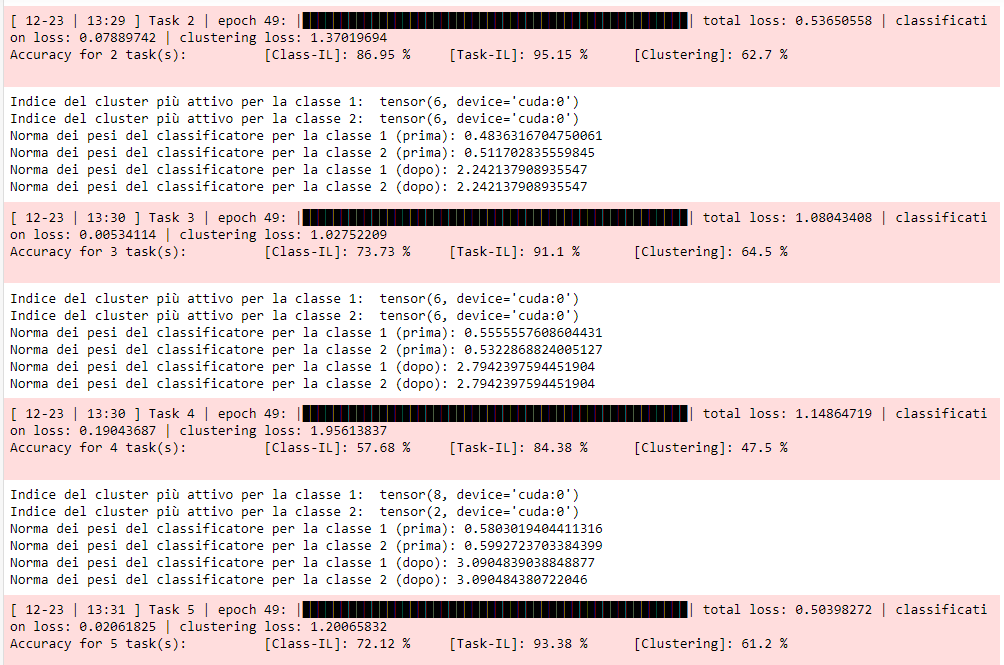 [ 12-23 | 13:29 ] Task 2 | epoch 49: | | total loss: 0.53650558 | classificati
on loss: 0.07889742 | clustering loss: 1.37019694
Accuracy for 2 task(s): [Class-IL]: 86.95 % [Task-IL]: 95.15 % [Clustering]: 62.7 %
Indice del cluster più attivo per la classe 1: tensor(6, device='cuda:0')
Indice del cluster più attivo per la classe 2: tensor(6, device='cuda:0')
Norma dei pesi del classificatore per la classe 1 (prima): 0.4836316704750061
Norma dei pesi del classificatore per la classe 2 (prima): 0.511702835559845
Norma dei pesi del classificatore per la classe 1 (dopo): 2.242137908935547
Norma dei pesi del classificatore per la classe 2 (dopo): 2.242137908935547
[ 12-23 | 13:30 ] Task 3 | epoch 49: | | total loss: 1.08043408 | classificati
on loss: 0.00534114 | clustering loss: 1.02752209
Accuracy for 3 task(s): [Class-IL]: 73.73 % [Task-IL]: 91.1 % [Clustering]: 64.5 %
Indice del cluster più attivo per la classe 1: tensor(6, device='cuda:0')
Indice del cluster più attivo per la classe 2: tensor(6, device='cuda:0')
Norma dei pesi del classificatore per la classe 1 (prima): 0.5555557608604431
Norma dei pesi del classificatore per la classe 2 (prima): 0.5322868824005127
Norma dei pesi del classificatore per la classe 1 (dopo): 2.7942397594451904
Norma dei pesi del classificatore per la classe 2 (dopo): 2.7942397594451904
[ 12-23 | 13:30 ] Task 4 | epoch 49: | | total loss: 1.14864719 | classificati
on loss: 0.19043687 | clustering loss: 1.95613837
Accuracy for 4 task(s): [Class-IL]: 57.68 % [Task-IL]: 84.38 % [Clustering]: 47.5 %
Indice del cluster più attivo per la classe 1: tensor(8, device='cuda:0')
Indice del cluster più attivo per la classe 2: tensor(2, device='cuda:0')
Norma dei pesi del classificatore per la classe 1 (prima): 0.5803019404411316
Norma dei pesi del classificatore per la classe 2 (prima): 0.5992723703384399
Norma dei pesi del classificatore per la classe 1 (dopo): 3.0904839038848877
Norma dei pesi del classificatore per la classe 2 (dopo): 3.090484380722046
[ 12-23 | 13:31 ] Task 5 | epoch 49: | | total loss: 0.50398272 | classificati
on loss: 0.02061825 | clustering loss: 1.20065832
Accuracy for 5 task(s): [Class-IL]: 72.12 % [Task-IL]: 93.38 % [Clustering]: 61.2 %